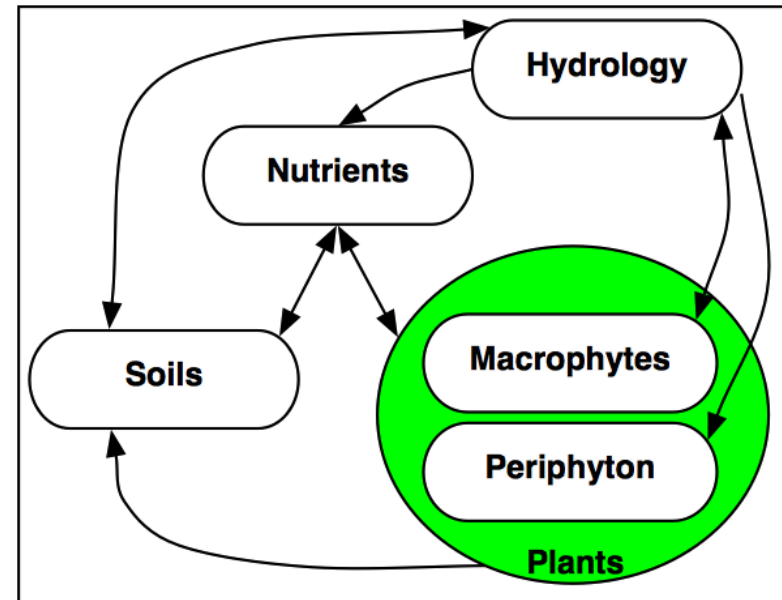 Hydrology
Nutrients
Macrophytes
Soils
Periphyton
Plants